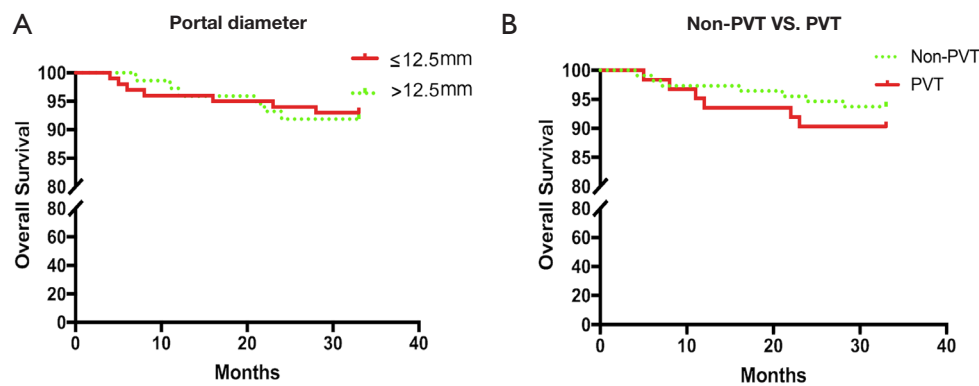 A
Portal diameter
≤12.5mm
>12.5mm
Overall Survival
100
95
90
85
80
80
60
40
20
0
0 10 20 30 40
Months
B
Non-PVT VS. PVT
Non-PVT
PVT
Overall Survival
100
95
90
85
80
80
60
40
20
0
0 10 20 30 40
Months